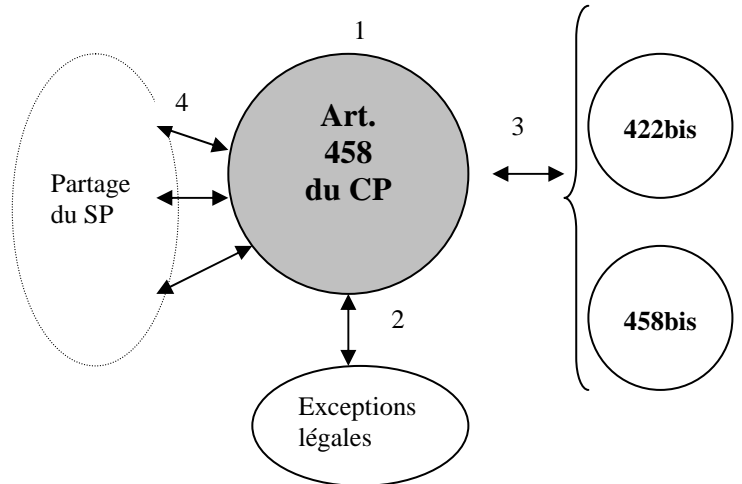 1
Art.
458
du CP
4
Partage
du SP
3
422bis
458bis
2
Exceptions
légales